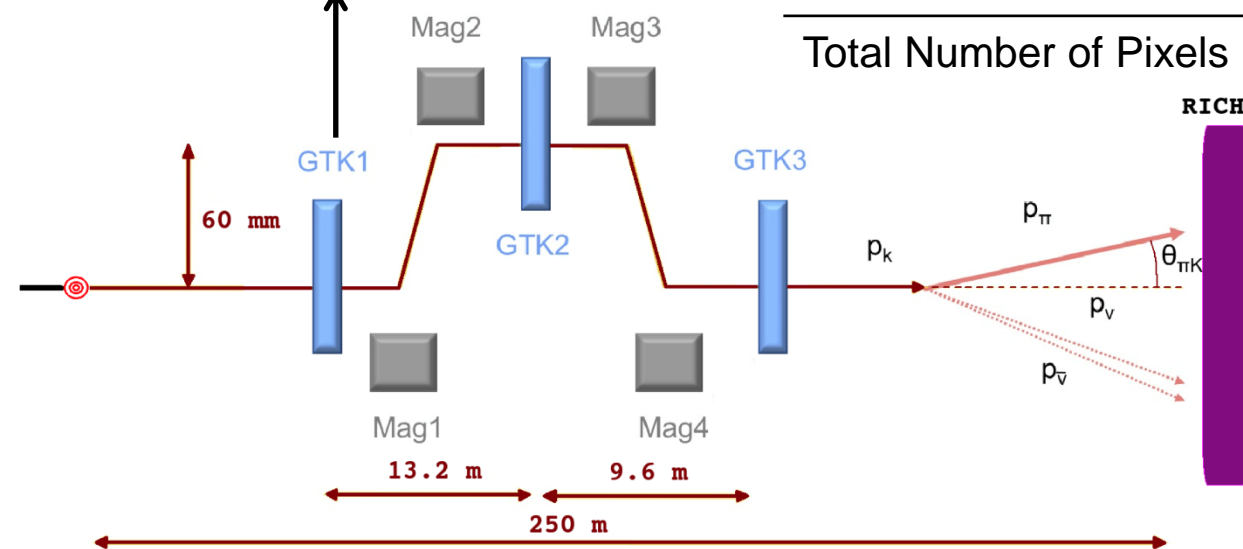 Mag2
Mag3
Total Number of Pixels
RICH
GTK1
GTK3
60 mm
GTK2
pπ
pk
θπK
pν
pν̅
Mag1
Mag4
13.2 m
9.6 m
250 m